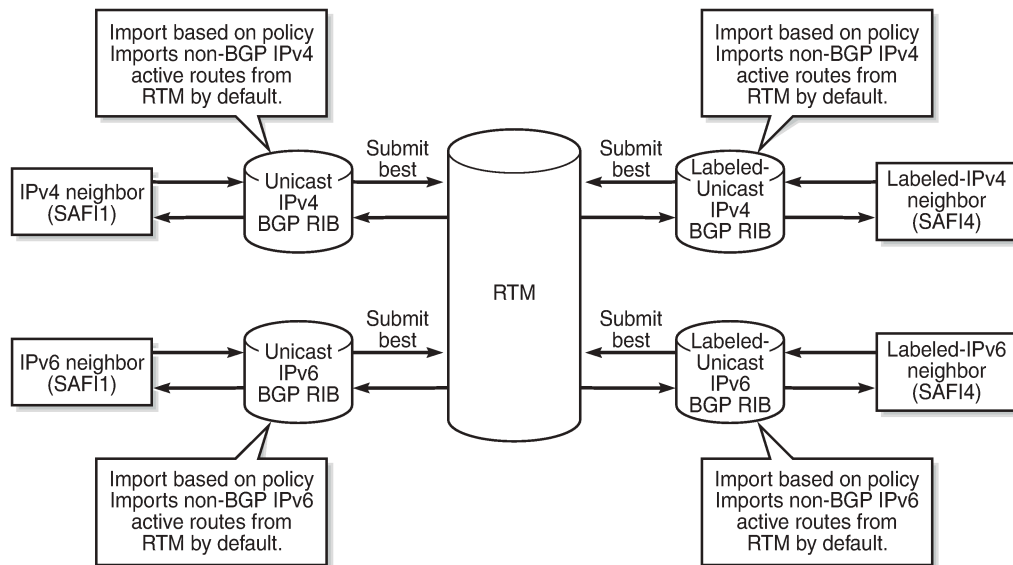 Import based on policy
Imports non-BGP IPv4
active routes from
RTM by default.
Import based on policy
Imports non-BGP IPv4
active routes from
RTM by default.
IPv4 neighbor
(SAFI1)
Unicast
IPv4
BGP RIB
Submit
best
RTM
Submit
best
Labeled-
Unicast
IPv4
BGP RIB
Labeled-IPv4
neighbor
(SAFI4)
IPv6 neighbor
(SAFI1)
Unicast
IPv6
BGP RIB
Submit
best
Submit
best
Labeled-
Unicast
IPv6
BGP RIB
Labeled-IPv6
neighbor
(SAFI4)
Import based on policy
Imports non-BGP IPv6
active routes from
RTM by default.
Import based on policy
Imports non-BGP IPv6
active routes from
RTM by default.